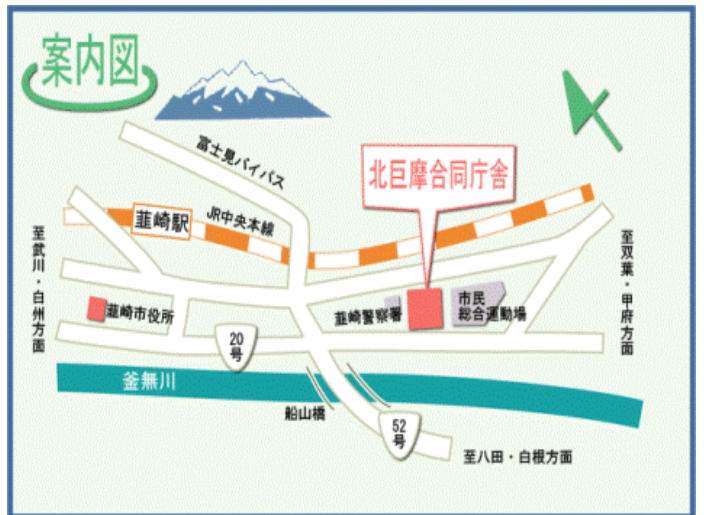 案内図
富士見バイパス
北巨摩合同庁舎
韮崎駅
JR中央本線
至武川・白州方面
至双葉・甲府方面
韮崎市役所
韮崎警察署
市民
総合運動場
20
号
釜無川
船山橋
52
号
至八田・白根方面